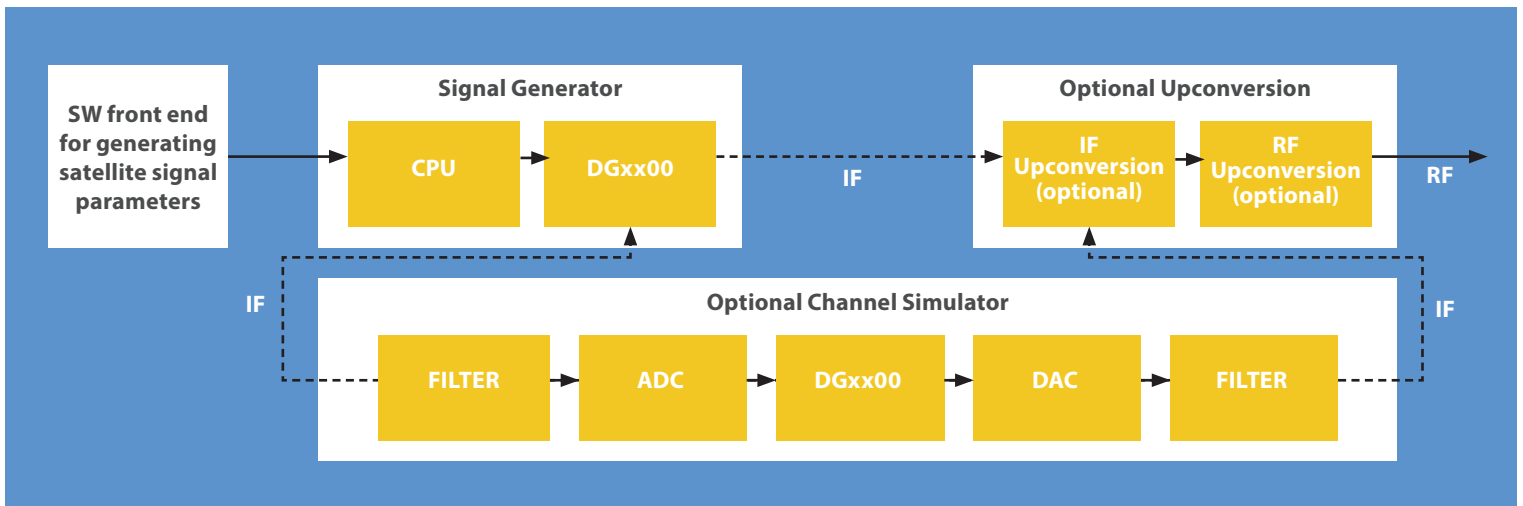 SW front end
for generating
satellite signal
parameters
Signal Generator
CPU
DGxx00
IF
Optional Upconversion
IF
Upconversion
(optional)
RF
Upconversion
(optional)
RF
IF
Optional Channel Simulator
FILTER
ADC
DGxx00
DAC
FILTER
IF